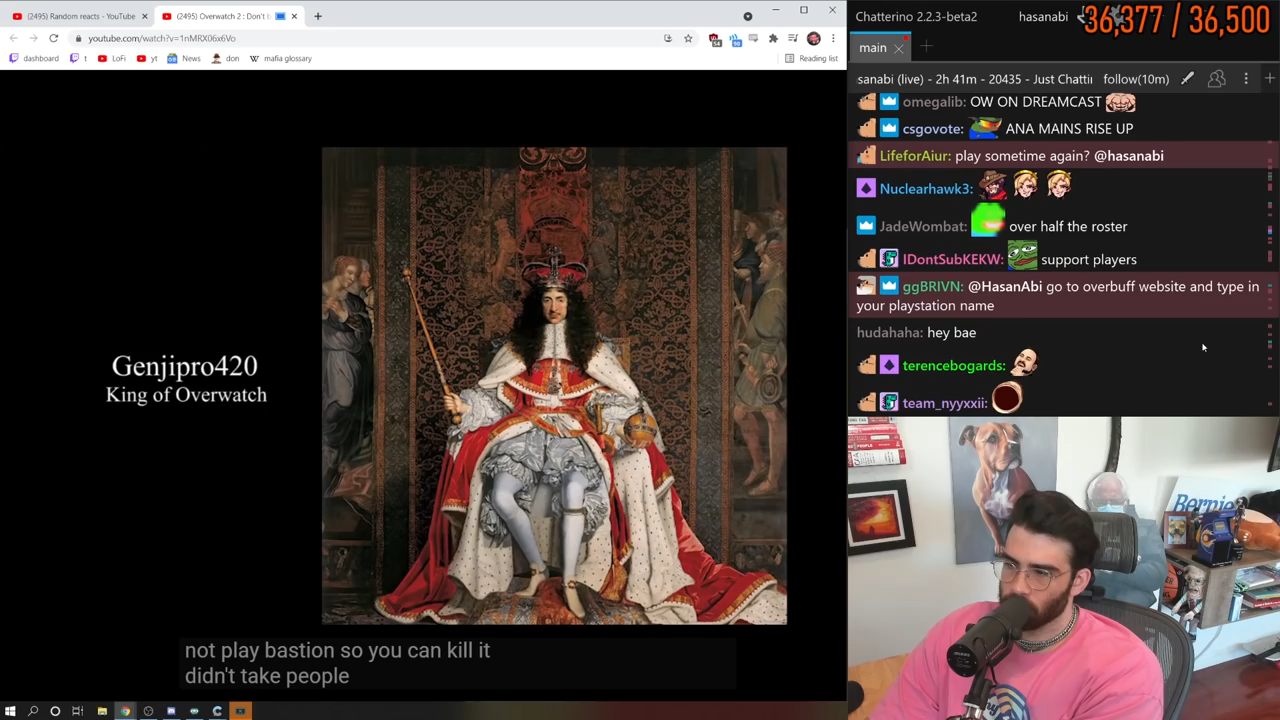 (2495) Random reacts - YouTube
(2495) Overwatch 2 : Don't
youtube.com/watch?v=1nMRX06x6Vo
54
90
dashboard
t
LoFi
yt
News
don
mafia glossary
Reading list
Genjipro420
King of Overwatch
not play bastion so you can kill it
didn't take people
Chatterino 2.2.3-beta2
hasanabi
36,377 / 36,500
main
sanabi (live) - 2h 41m - 20435 - Just Chatti
follow(10m)
omegalib: OW ON DREAMCAST
csgovote: ANA MAINS RISE UP
LifeforAiur: play sometime again? @hasanabi
Nuclearhawk3:
JadeWombat: over half the roster
IDontSubKEKW: support players
ggBRIVN: @HasanAbi go to overbuff website and type in
your playstation name
hudahaha: hey bae
terencebogards:
team_nyyxxii:
Bernie